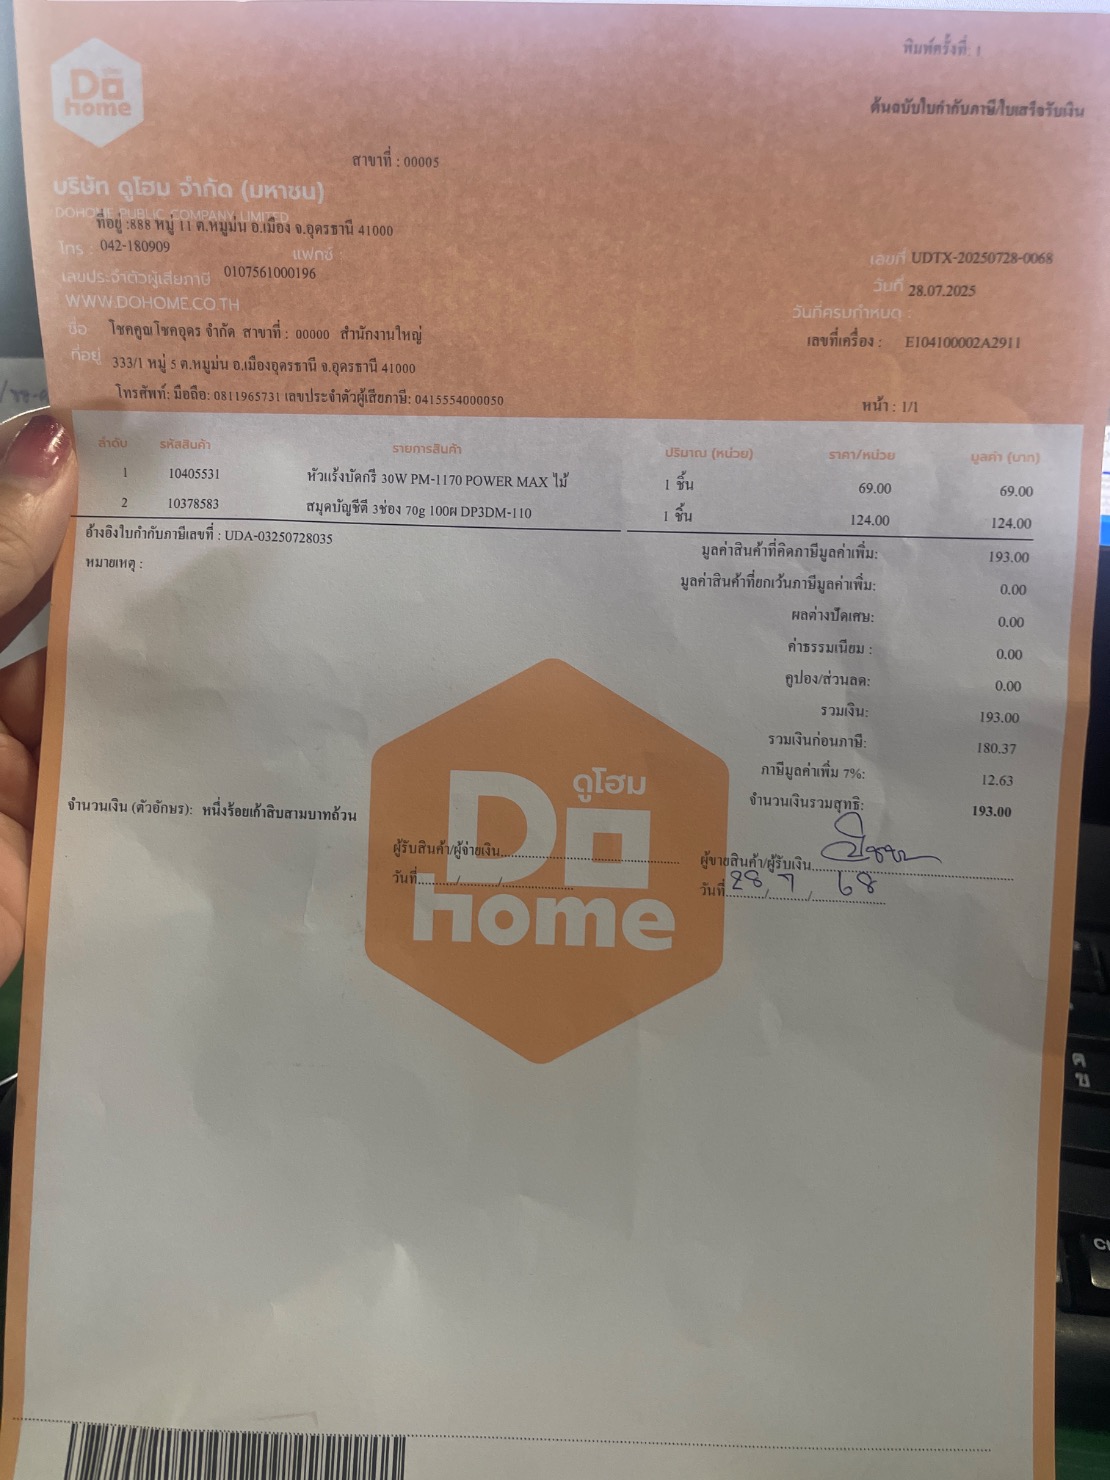 พิมพ์ครั้งที่: 1
Do
home
ต้นฉบับใบกำกับภาษี/ใบเสร็จรับเงิน
สาขาที่ : 00005
บริษัท ดูโฮม จำกัด (มหาชน)
DOHOME PUBLIC COMPANY LIMITED
ที่อยู่ :888 หมู่ 11 ต.หมูม่น อ.เมือง จ.อุดรธานี 41000
โทร : 042-180909 แฟกซ์ :
เลขที่ UDTX-20250728-0068
เลขประจำตัวผู้เสียภาษี 0107561000196
วันที่ 28.07.2025
WWW.DOHOME.CO.TH
วันที่ครบกำหนด :
ชื่อ โชคคูณโชคอุดร จำกัด สาขาที่ : 00000 สำนักงานใหญ่
เลขที่เครื่อง : E104100002A2911
ที่อยู่ 333/1 หมู่ 5 ต.หมูม่น อ.เมืองอุดรธานี จ.อุดรธานี 41000
โทรศัพท์: มือถือ: 0811965731 เลขประจำตัวผู้เสียภาษี: 0415554000050
หน้า : 1/1
ลำดับ รหัสสินค้า รายการสินค้า ปริมาณ (หน่วย) ราคา/หน่วย มูลค่า (บาท)
1 10405531 หัวแร้งบัดกรี 30W PM-1170 POWER MAX ไม้ 1 ชิ้น 69.00 69.00
2 10378583 สมุดบัญชีตี 3ช่อง 70g 100ผ DP3DM-110 1 ชิ้น 124.00 124.00
อ้างอิงใบกำกับภาษีเลขที่ : UDA-03250728035
มูลค่าสินค้าที่คิดภาษีมูลค่าเพิ่ม: 193.00
หมายเหตุ :
มูลค่าสินค้าที่ยกเว้นภาษีมูลค่าเพิ่ม: 0.00
ผลต่างปัดเศษ: 0.00
ค่าธรรมเนียม : 0.00
คูปอง/ส่วนลด: 0.00
รวมเงิน: 193.00
รวมเงินก่อนภาษี: 180.37
ภาษีมูลค่าเพิ่ม 7%: 12.63
จำนวนเงิน (ตัวอักษร): หนึ่งร้อยเก้าสิบสามบาทถ้วน
จำนวนเงินรวมสุทธิ: 193.00
ดูโฮม
Do
home
ผู้รับสินค้า/ผู้จ่ายเงิน
ผู้ขายสินค้า/ผู้รับเงิน
วันที่ / /
วันที่ 28 / 7 / 68